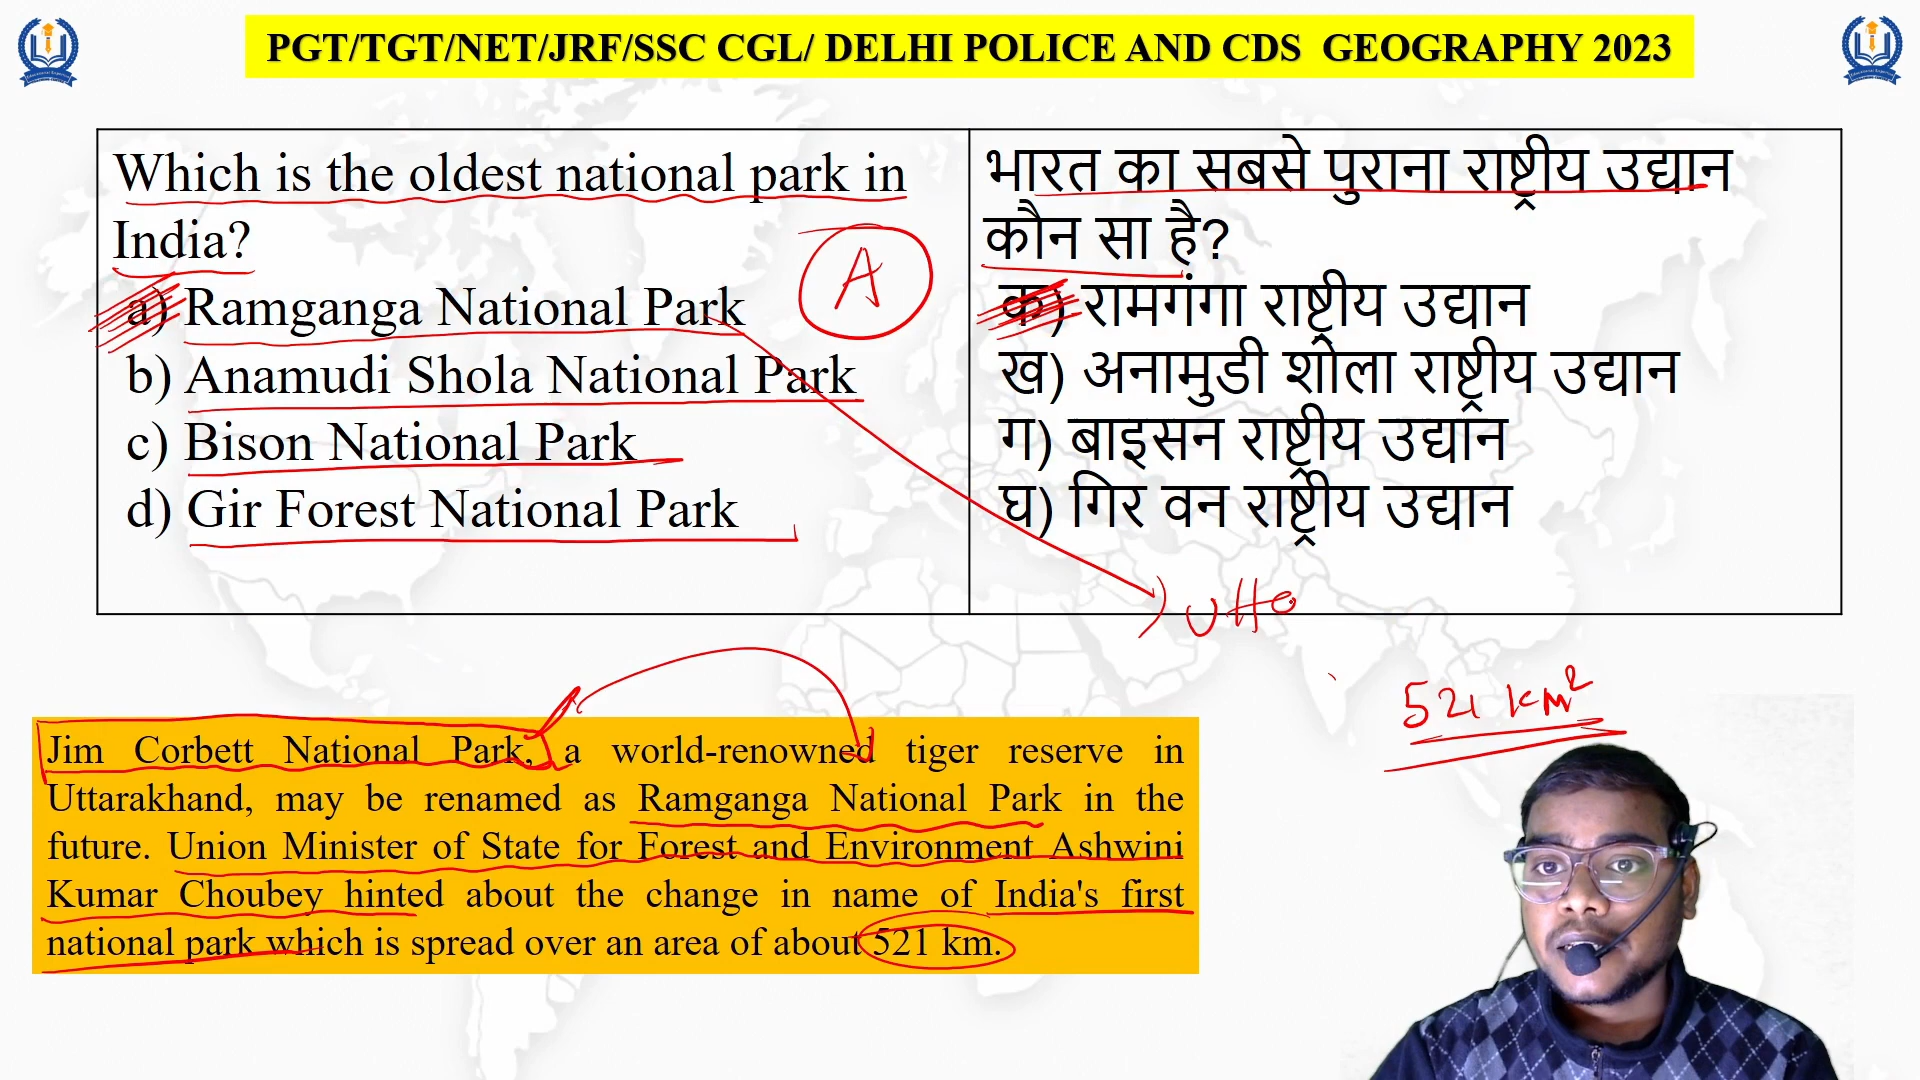 PGT/TGT/NET/JRF/SSC CGL/ DELHI POLICE AND CDS GEOGRAPHY 2023
Which is the oldest national park in
India?
a) Ramganga National Park
b) Anamudi Shola National Park
c) Bison National Park
d) Gir Forest National Park
A
भारत का सबसे पुराना राष्ट्रीय उद्यान
कौन सा है?
क) रामगंगा राष्ट्रीय उद्यान
ख) अनामुडी शोला राष्ट्रीय उद्यान
ग) बाइसन राष्ट्रीय उद्यान
घ) गिर वन राष्ट्रीय उद्यान
521 km²
Jim Corbett National Park, a world-renowned tiger reserve in
Uttarakhand, may be renamed as Ramganga National Park in the
future. Union Minister of State for Forest and Environment Ashwini
Kumar Choubey hinted about the change in name of India's first
national park which is spread over an area of about 521 km.